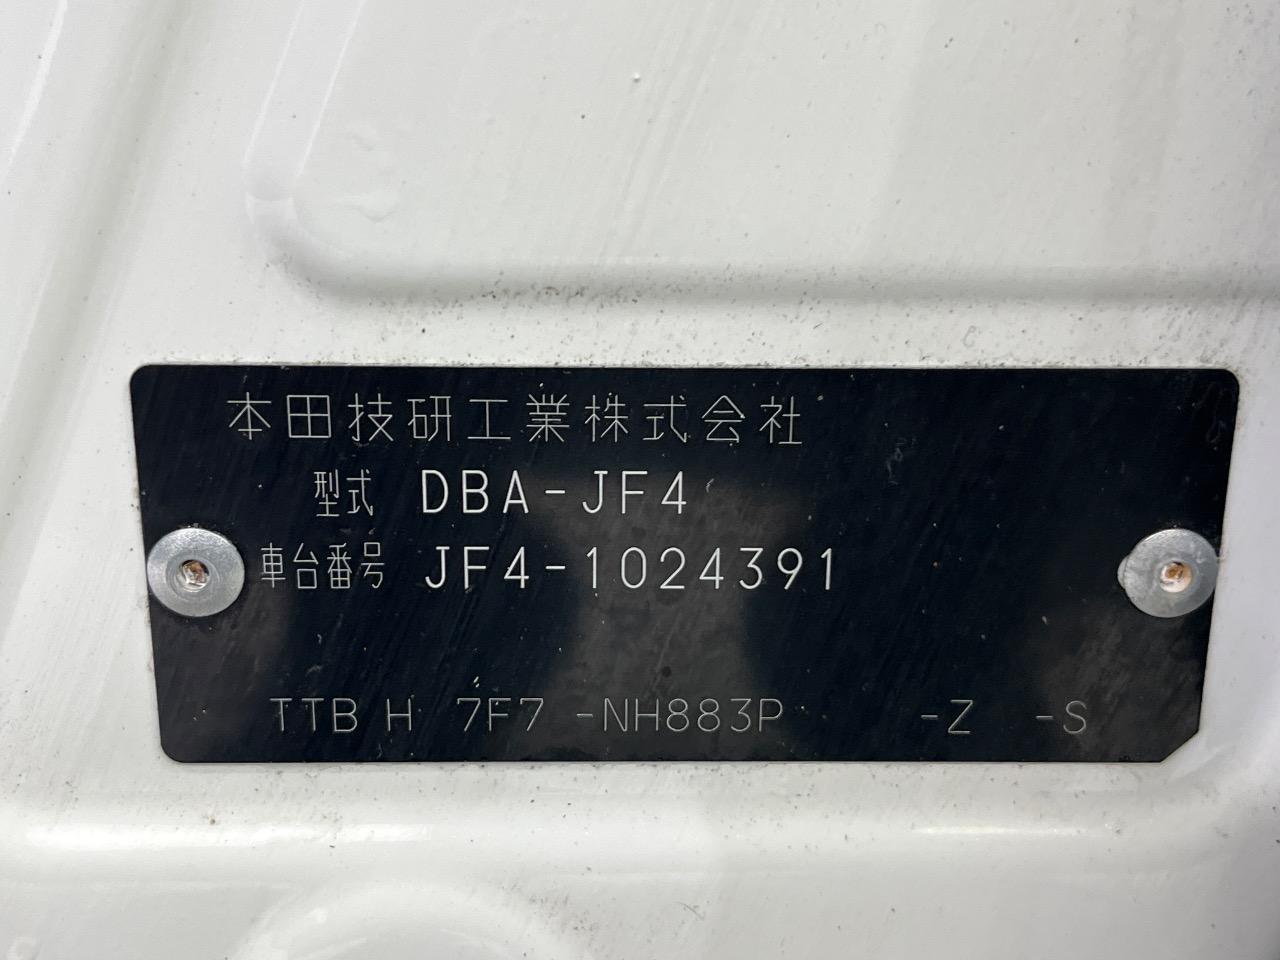 本田技研工業株式会社
型式 DBA-JF4
車台番号 JF4-1024391
TTB H 7F7 -NH883P -Z -S